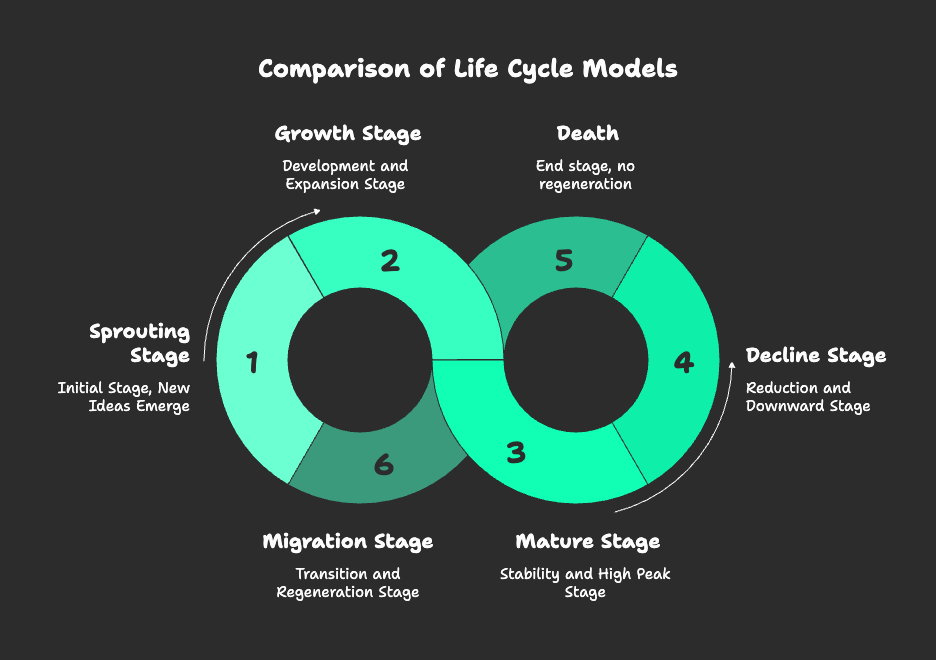 Comparison of Life Cycle Models
Growth Stage
Development and
Expansion Stage
Death
End stage, no
regeneration
2
5
Sprouting
Stage
Initial Stage, New
Ideas Emerge
1
4
Decline Stage
Reduction and
Downward Stage
6
3
Migration Stage
Transition and
Regeneration Stage
Mature Stage
Stability and High Peak
Stage